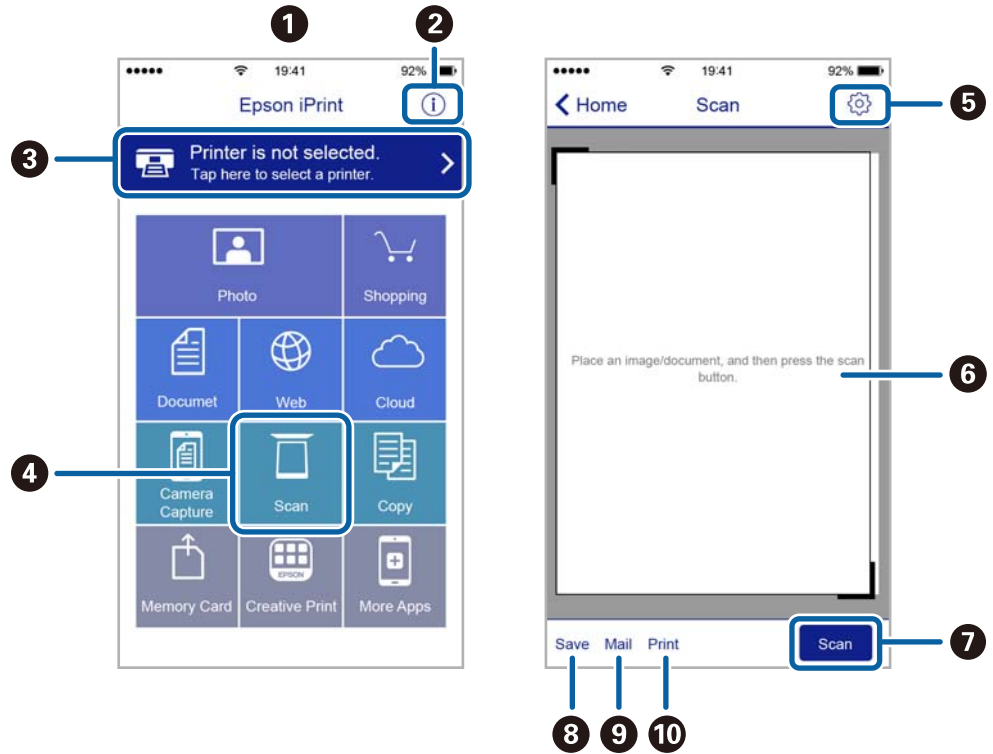 1
2
19:41
92%
Epson iPrint
i
3
Printer is not selected.
Tap here to select a printer.
Photo
Shopping
Documet
Web
Cloud
4
Camera
Capture
Scan
Copy
EPSON
Memory Card
Creative Print
More Apps
19:41
92%
Home
Scan
5
Place an image/document, and then press the scan
button.
6
Save
Mail
Print
Scan
7
8
9
10